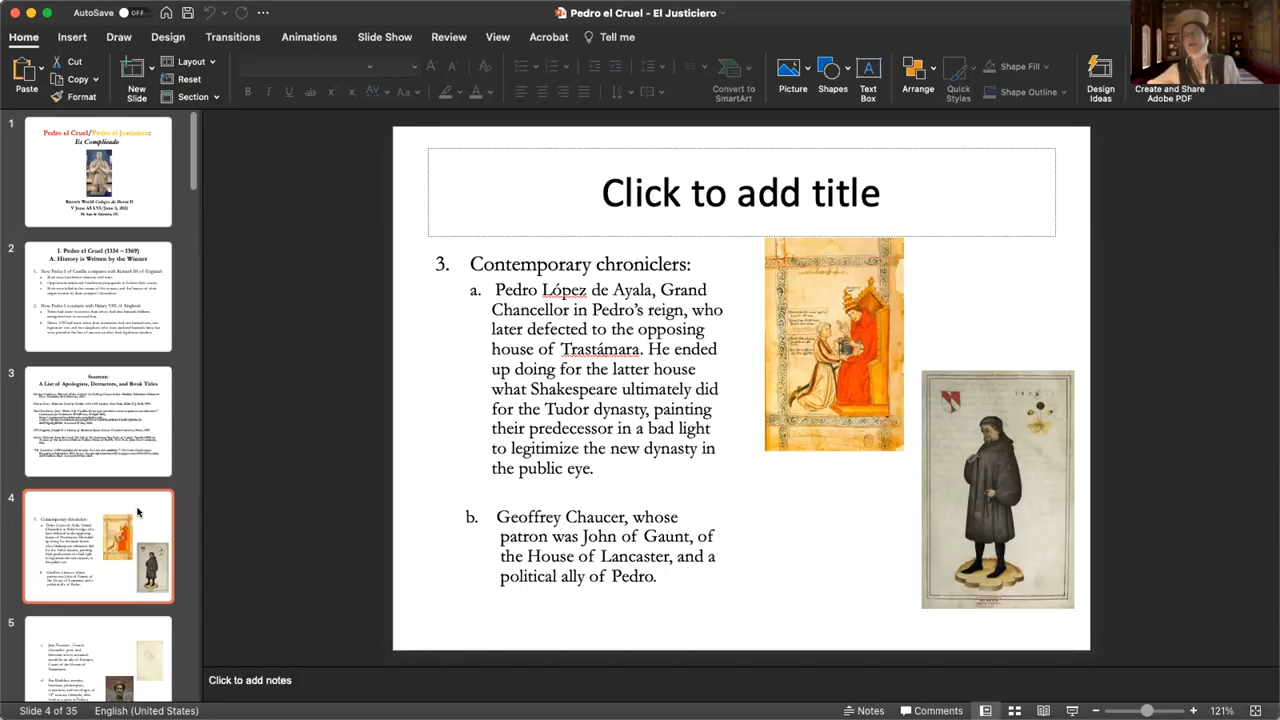 AutoSave OFF
Pedro el Cruel - El Justiciero
Home Insert Draw Design Transitions Animations Slide Show Review View Acrobat Tell me
Paste
Cut
Copy
Format
New
Slide
Layout
Reset
Section
Convert to
SmartArt
Picture
Shapes
Text
Box
Arrange
Quick
Styles
Shape Fill
Shape Outline
Design
Ideas
Create and Share
Adobe PDF
1
Pedro el Cruel/Pedro el Justiciero:
Es Complicado
2
I. Pedro el Cruel (1334 – 1369)
A. History is Written by the Winner
3
Sources:
A List of Apologists, Detractors, and Book Titles
4
5
Click to add title
3. Contemporary chroniclers:
a. Pedro López de Ayala, Grand
Chancellor in Pedro's reign, who
later defected to the opposing
house of Trastámara. He ended
up doing for the latter house
what Shakespeare ultimately did
for the Tudor dynasty, painting
their predecessor in a bad light
to legitimize the new dynasty in
the public eye.
b. Geoffrey Chaucer, whose
patron was John of Gaunt, of
the House of Lancaster, and a
political ally of Pedro.
Click to add notes
Slide 4 of 35 English (United States) Notes Comments 121%